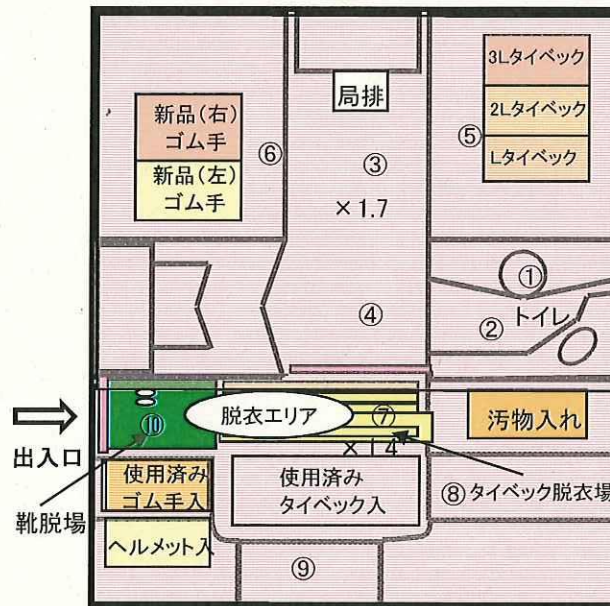 3Lタイベック
2Lタイベック
Lタイベック
⑤
局排
新品(右)
ゴム手
新品(左)
ゴム手
⑥
③
×1.7
①
④
②
トイレ
脱衣エリア
⑦
⑩
汚物入れ
出入口
×1.4
使用済み
ゴム手入
使用済み
タイベック入
⑧タイベック脱衣場
靴脱場
ヘルメット入
⑨